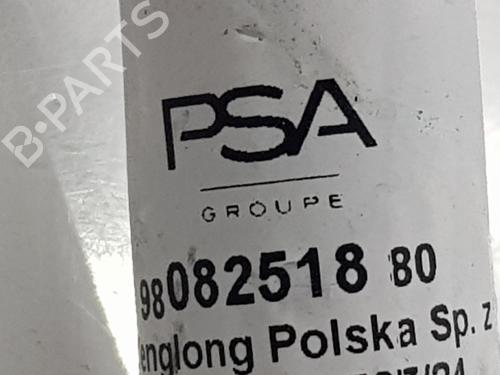 B-PARTS
PSA
GROUPE
98082518 80
englong Polska Sp. z